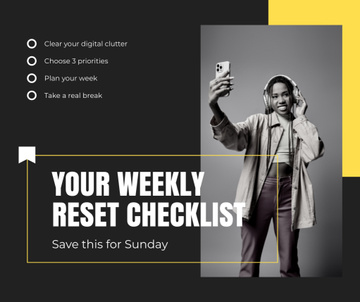 Clear your digital clutter
Choose 3 priorities
Plan your week
Take a real break
YOUR WEEKLY
RESET CHECKLIST
Save this for Sunday